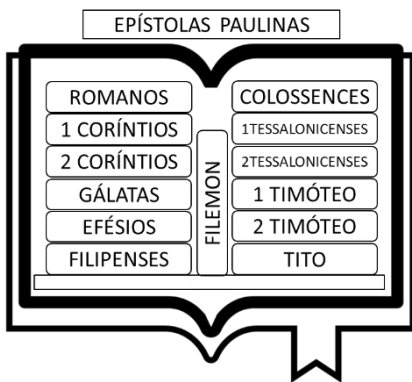 EPÍSTOLAS PAULINAS
ROMANOS
1 CORÍNTIOS
2 CORÍNTIOS
GÁLATAS
EFÉSIOS
FILIPENSES
FILEMON
COLOSSENCES
1TESSALONICENSES
2TESSALONICENSES
1 TIMÓTEO
2 TIMÓTEO
TITO